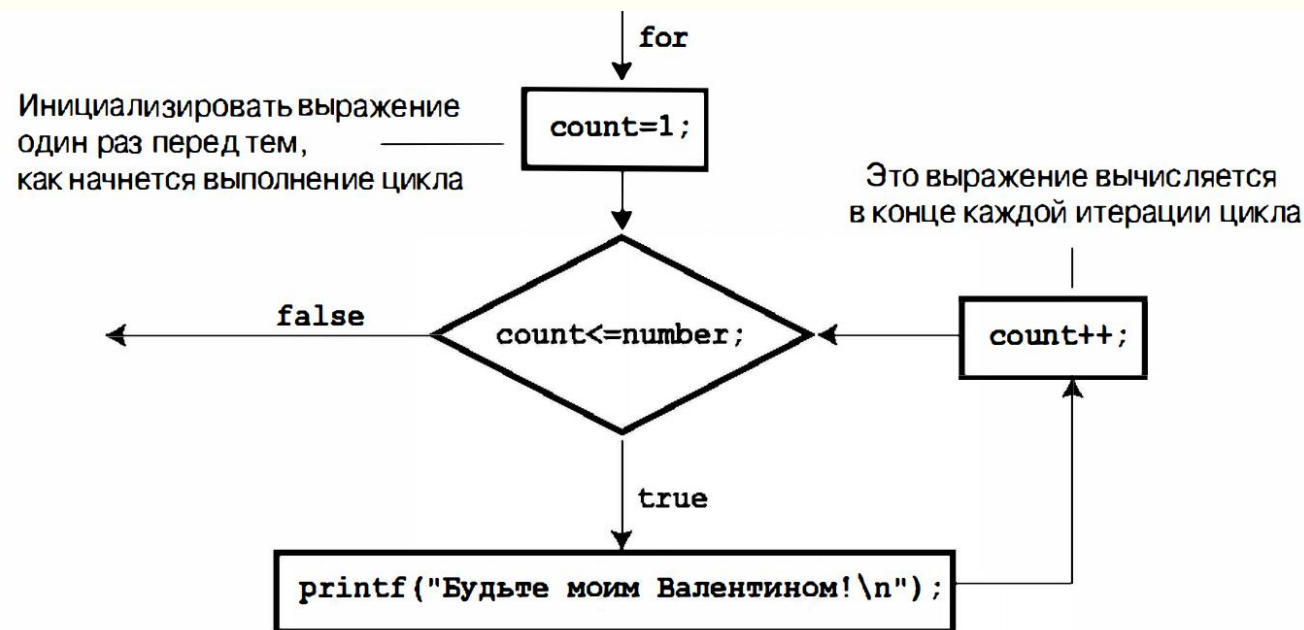 for
Инициализировать выражение
один раз перед тем,
как начнется выполнение цикла
count=1;
Это выражение вычисляется
в конце каждой итерации цикла
false
count<=number;
count++;
true
printf("Будьте моим Валентином!\n");